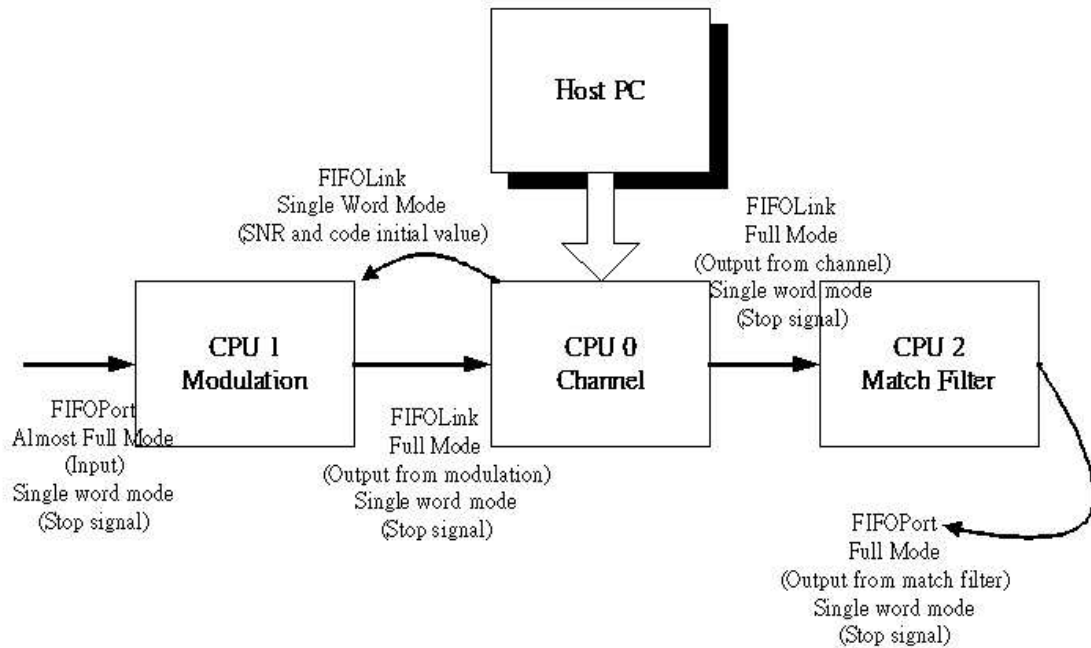 Host PC
FIFOLink
Single Word Mode
(SNR and code initial value)
FIFOLink
Full Mode
(Output from channel)
Single word mode
(Stop signal)
CPU 1
Modulation
CPU 0
Channel
CPU 2
Match Filter
FIFOPort
Almost Full Mode
(Input)
Single word mode
(Stop signal)
FIFOLink
Full Mode
(Output from modulation)
Single word mode
(Stop signal)
FIFOPort
Full Mode
(Output from match filter)
Single word mode
(Stop signal)